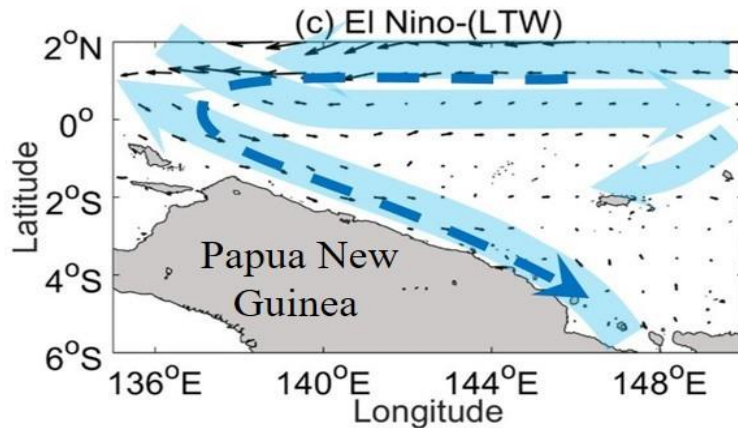 (c) El Nino-(LTW)
2°N
0°
2°S
4°S
6°S
Latitude
Papua New
Guinea
136°E 140°E 144°E 148°E
Longitude